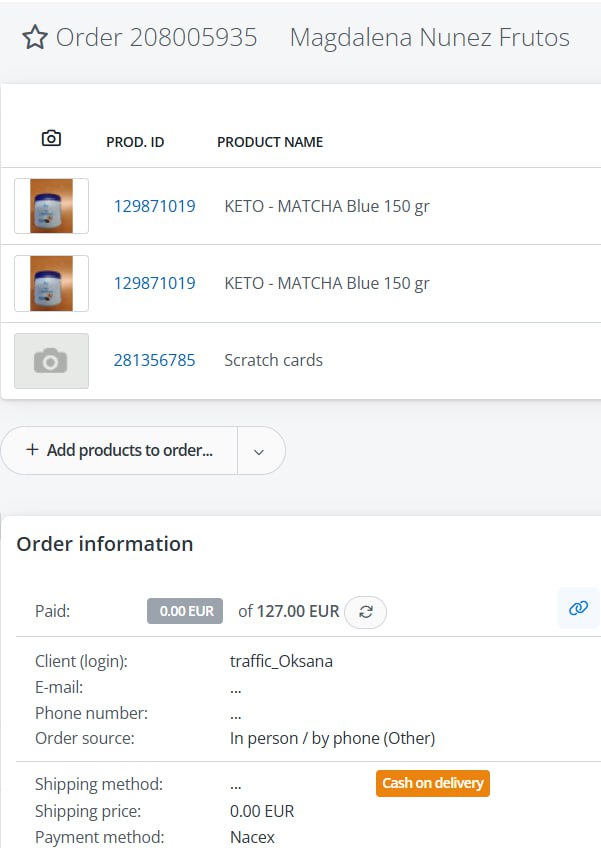 Order 208005935 Magdalena Nunez Frutos
PROD. ID PRODUCT NAME
129871019 KETO - MATCHA Blue 150 gr
129871019 KETO - MATCHA Blue 150 gr
281356785 Scratch cards
+ Add products to order...
Order information
Paid: 0.00 EUR of 127.00 EUR
Client (login): traffic_Oksana
E-mail: ...
Phone number: ...
Order source: In person / by phone (Other)
Shipping method: ... Cash on delivery
Shipping price: 0.00 EUR
Payment method: Nacex